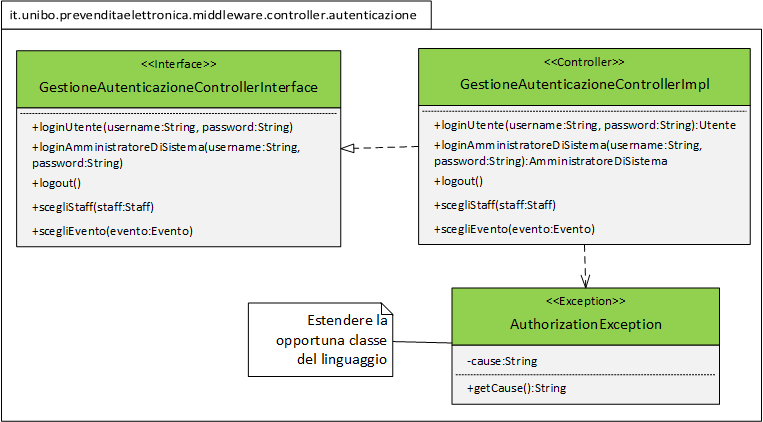 it.unibo.prevenditaelettronica.middleware.controller.autenticazione
<<Interface>>
GestioneAutenticazioneControllerInterface
+loginUtente(username:String, password:String)
+loginAmministratoreDiSistema(username:String,
password:String)
+logout()
+scegliStaff(staff:Staff)
+scegliEvento(evento:Evento)
<<Controller>>
GestioneAutenticazioneControllerImpl
+loginUtente(username:String, password:String):Utente
+loginAmministratoreDiSistema(username:String,
password:String):AmministratoreDiSistema
+logout()
+scegliStaff(staff:Staff)
+scegliEvento(evento:Evento)
Estendere la
opportuna classe
del linguaggio
<<Exception>>
AuthorizationException
-cause:String
+getCause():String